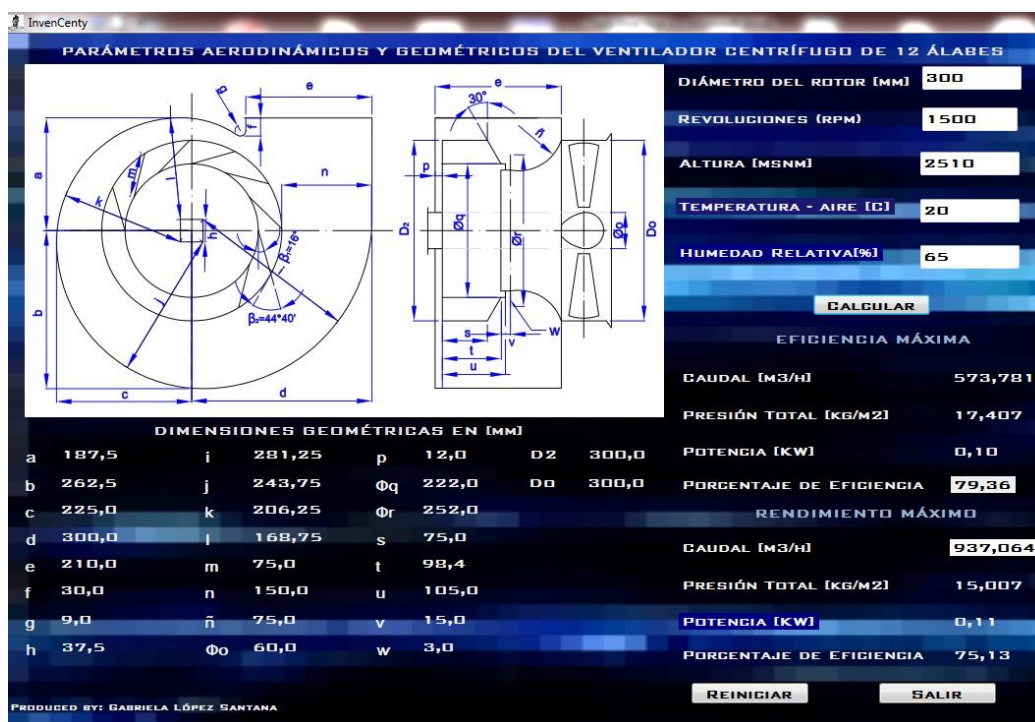 InvenCenty
PARÁMETROS AERODINÁMICOS Y GEOMÉTRICOS DEL VENTILADOR CENTRÍFUGO DE 12 ÁLABES
g e f a m l n k h β₁=16° i b j β₂=44°40' c d
e 30° ñ p D₂ Øq Ør Øo Do s v w t u
DIÁMETRO DEL ROTOR [MM] 300
REVOLUCIONES (RPM) 1500
ALTURA [MSNM] 2510
TEMPERATURA - AIRE [C] 20
HUMEDAD RELATIVA[%] 65
CALCULAR
EFICIENCIA MÁXIMA
CAUDAL [M3/H] 573,781
PRESIÓN TOTAL [KG/M2] 17,407
POTENCIA [KW] 0,10
PORCENTAJE DE EFICIENCIA 79,36
RENDIMIENTO MÁXIMO
CAUDAL [M3/H] 937,064
PRESIÓN TOTAL [KG/M2] 15,007
POTENCIA [KW] 0,11
PORCENTAJE DE EFICIENCIA 75,13
REINICIAR SALIR
DIMENSIONES GEOMÉTRICAS EN [MM]
a 187,5 i 281,25 p 12,0 D2 300,0
b 262,5 j 243,75 Φq 222,0 D0 300,0
c 225,0 k 206,25 Φr 252,0
d 300,0 l 168,75 s 75,0
e 210,0 m 75,0 t 98,4
f 30,0 n 150,0 u 105,0
g 9,0 ñ 75,0 v 15,0
h 37,5 Φo 60,0 w 3,0
PRODUCED BY: GABRIELA LÓPEZ SANTANA